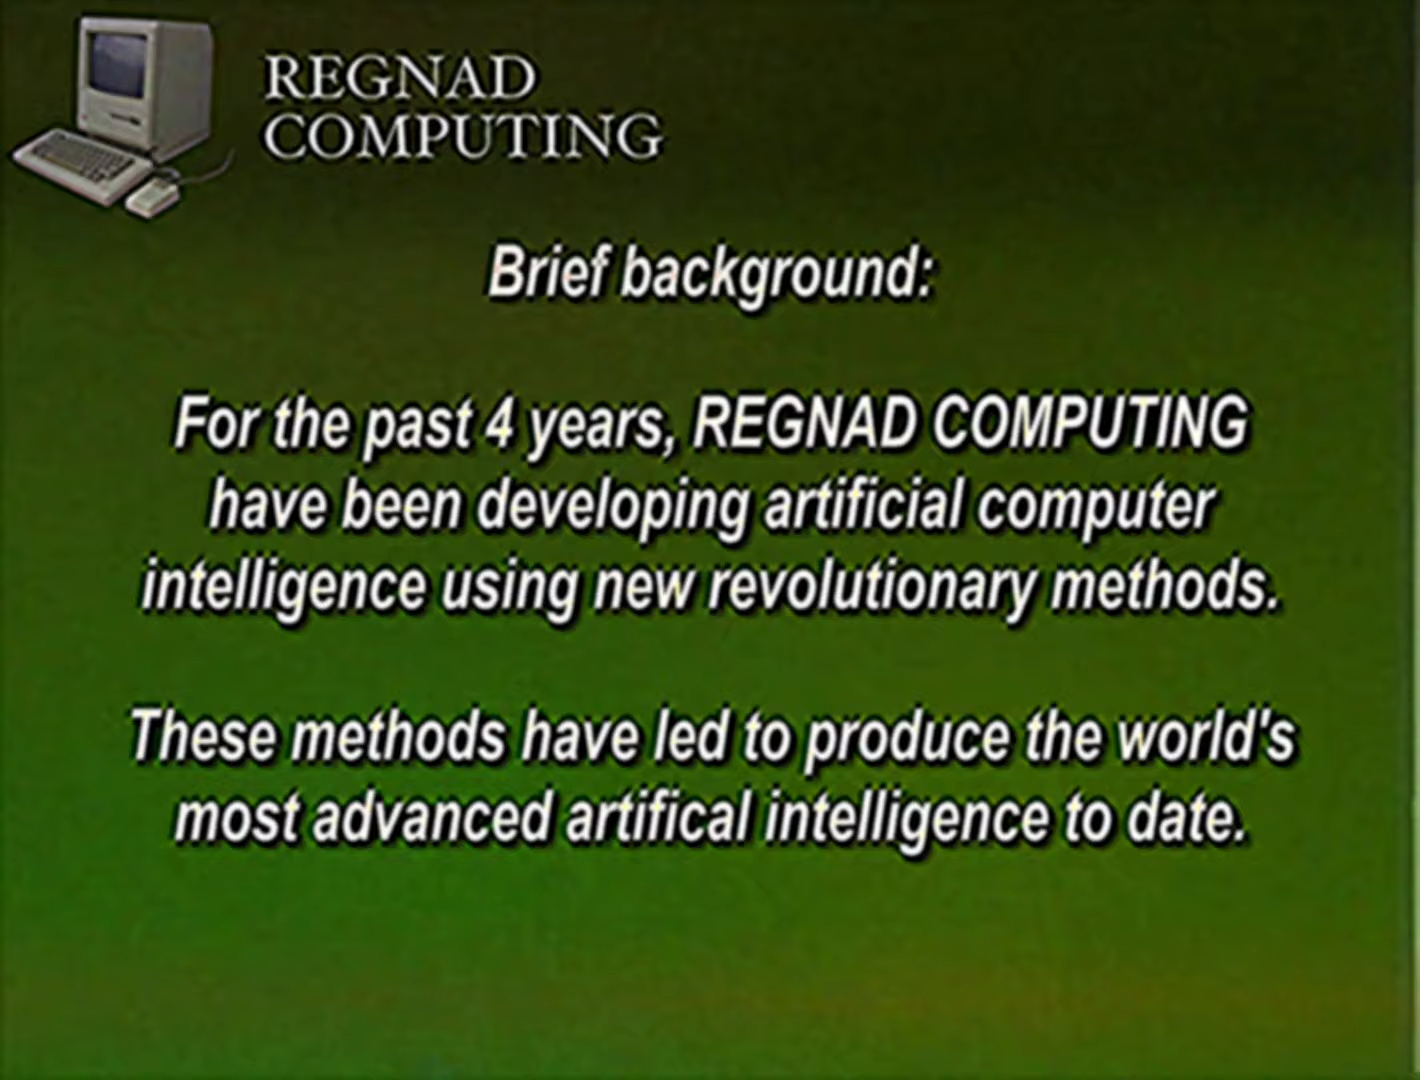 REGNAD
COMPUTING
Brief background:
For the past 4 years, REGNAD COMPUTING
have been developing artificial computer
intelligence using new revolutionary methods.
These methods have led to produce the world's
most advanced artifical intelligence to date.